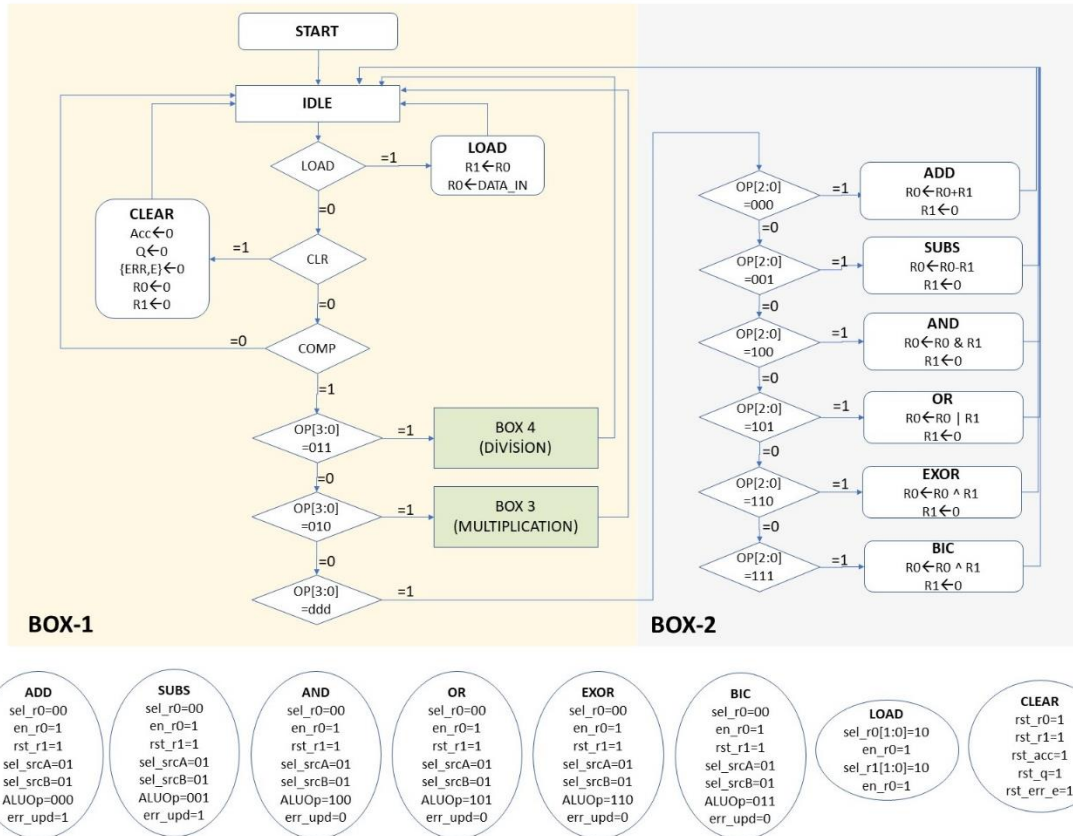 START
IDLE
LOAD
=1
LOAD
R1←R0
R0←DATA_IN
=0
CLEAR
Acc←0
Q←0
{ERR,E}←0
R0←0
R1←0
=1
CLR
=0
=0
COMP
=1
OP[3:0]
=011
=1
BOX 4
(DİVİSİON)
=0
OP[3:0]
=010
=1
BOX 3
(MULTIPLICATION)
=0
OP[3:0]
=ddd
=1
BOX-1
OP[2:0]
=000
=1
ADD
R0←R0+R1
R1←0
=0
OP[2:0]
=001
=1
SUBS
R0←R0-R1
R1←0
=0
OP[2:0]
=100
=1
AND
R0←R0 & R1
R1←0
=0
OP[2:0]
=101
=1
OR
R0←R0 | R1
R1←0
=0
OP[2:0]
=110
=1
EXOR
R0←R0 ^ R1
R1←0
=0
OP[2:0]
=111
=1
BIC
R0←R0 ^ R1
R1←0
BOX-2
ADD
sel_r0=00
en_r0=1
rst_r1=1
sel_srcA=01
sel_srcB=01
ALUOp=000
err_upd=1
SUBS
sel_r0=00
en_r0=1
rst_r1=1
sel_srcA=01
sel_srcB=01
ALUOp=001
err_upd=1
AND
sel_r0=00
en_r0=1
rst_r1=1
sel_srcA=01
sel_srcB=01
ALUOp=100
err_upd=0
OR
sel_r0=00
en_r0=1
rst_r1=1
sel_srcA=01
sel_srcB=01
ALUOp=101
err_upd=0
EXOR
sel_r0=00
en_r0=1
rst_r1=1
sel_srcA=01
sel_srcB=01
ALUOp=110
err_upd=0
BIC
sel_r0=00
en_r0=1
rst_r1=1
sel_srcA=01
sel_srcB=01
ALUOp=011
err_upd=0
LOAD
sel_r0[1:0]=10
en_r0=1
sel_r1[1:0]=10
en_r0=1
CLEAR
rst_r0=1
rst_r1=1
rst_acc=1
rst_q=1
rst_err_e=1